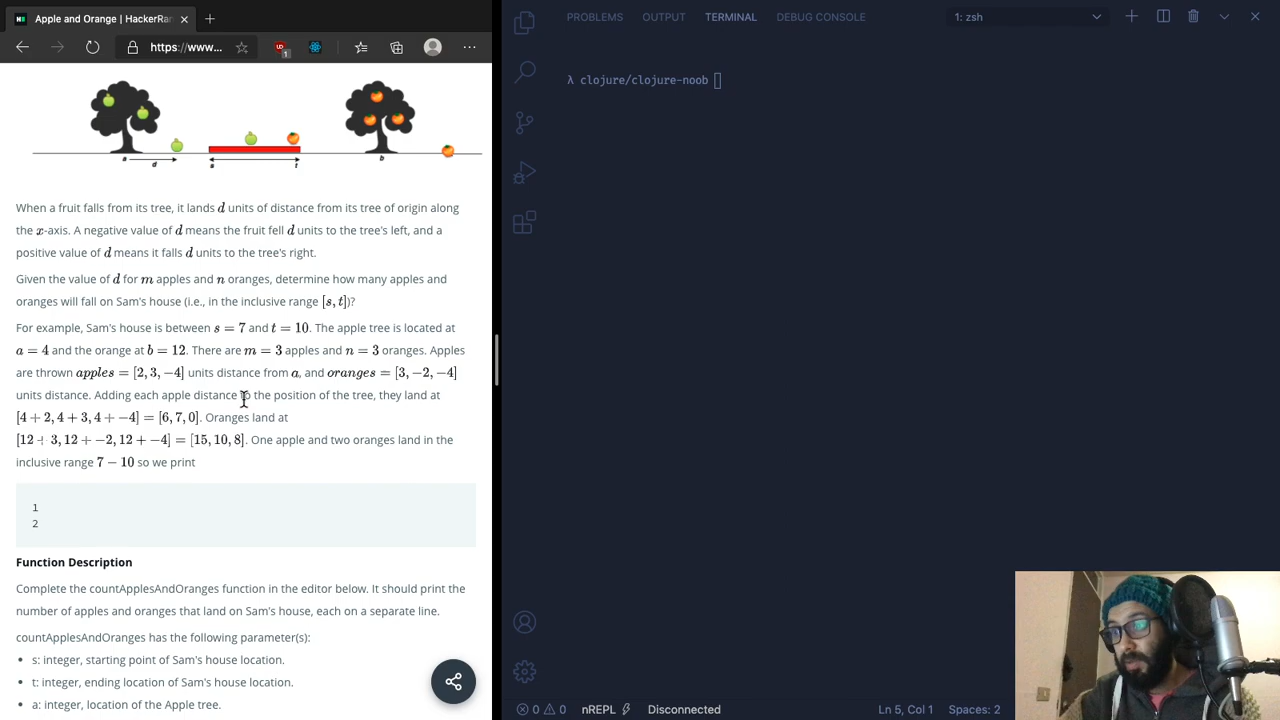 Apple and Orange | HackerRan
https://www...
1
a
d
s
t
b
When a fruit falls from its tree, it lands d units of distance from its tree of origin along
the x-axis. A negative value of d means the fruit fell d units to the tree's left, and a
positive value of d means it falls d units to the tree's right.
Given the value of d for m apples and n oranges, determine how many apples and
oranges will fall on Sam's house (i.e., in the inclusive range [s, t])?
For example, Sam's house is between s = 7 and t = 10. The apple tree is located at
a = 4 and the orange at b = 12. There are m = 3 apples and n = 3 oranges. Apples
are thrown apples = [2, 3, −4] units distance from a, and oranges = [3, −2, −4]
units distance. Adding each apple distance to the position of the tree, they land at
[4 + 2, 4 + 3, 4 + −4] = [6, 7, 0]. Oranges land at
[12 + 3, 12 + −2, 12 + −4] = [15, 10, 8]. One apple and two oranges land in the
inclusive range 7 − 10 so we print
1
2
Function Description
Complete the countApplesAndOranges function in the editor below. It should print the
number of apples and oranges that land on Sam's house, each on a separate line.
countApplesAndOranges has the following parameter(s):
• s: integer, starting point of Sam's house location.
• t: integer, ending location of Sam's house location.
• a: integer, location of the Apple tree.
PROBLEMS OUTPUT TERMINAL DEBUG CONSOLE 1: zsh
λ clojure/clojure-noob
0 0 nREPL Disconnected Ln 5, Col 1 Spaces: 2